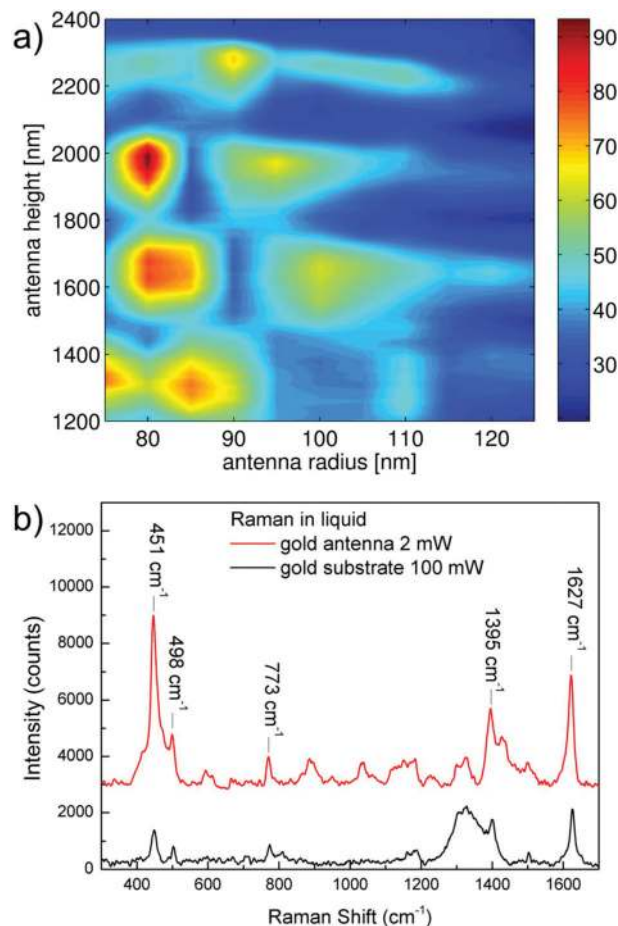 a)
2400
2200
2000
1800
1600
1400
1200
antenna height [nm]
80 90 100 110 120
antenna radius [nm]
90
80
70
60
50
40
30
b)
Raman in liquid
gold antenna 2 mW
gold substrate 100 mW
451 cm⁻¹
498 cm⁻¹
773 cm⁻¹
1395 cm⁻¹
1627 cm⁻¹
12000
10000
8000
6000
4000
2000
0
Intensity (counts)
400 600 800 1000 1200 1400 1600
Raman Shift (cm⁻¹)